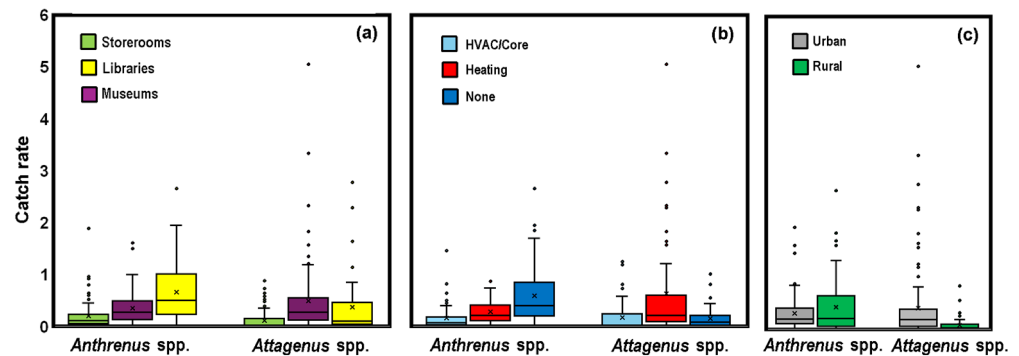 Catch rate
6
5
4
3
2
1
0
(a)
Storerooms
Libraries
Museums
Anthrenus spp. Attagenus spp.
(b)
HVAC/Core
Heating
None
Anthrenus spp. Attagenus spp.
(c)
Urban
Rural
Anthrenus spp. Attagenus spp.